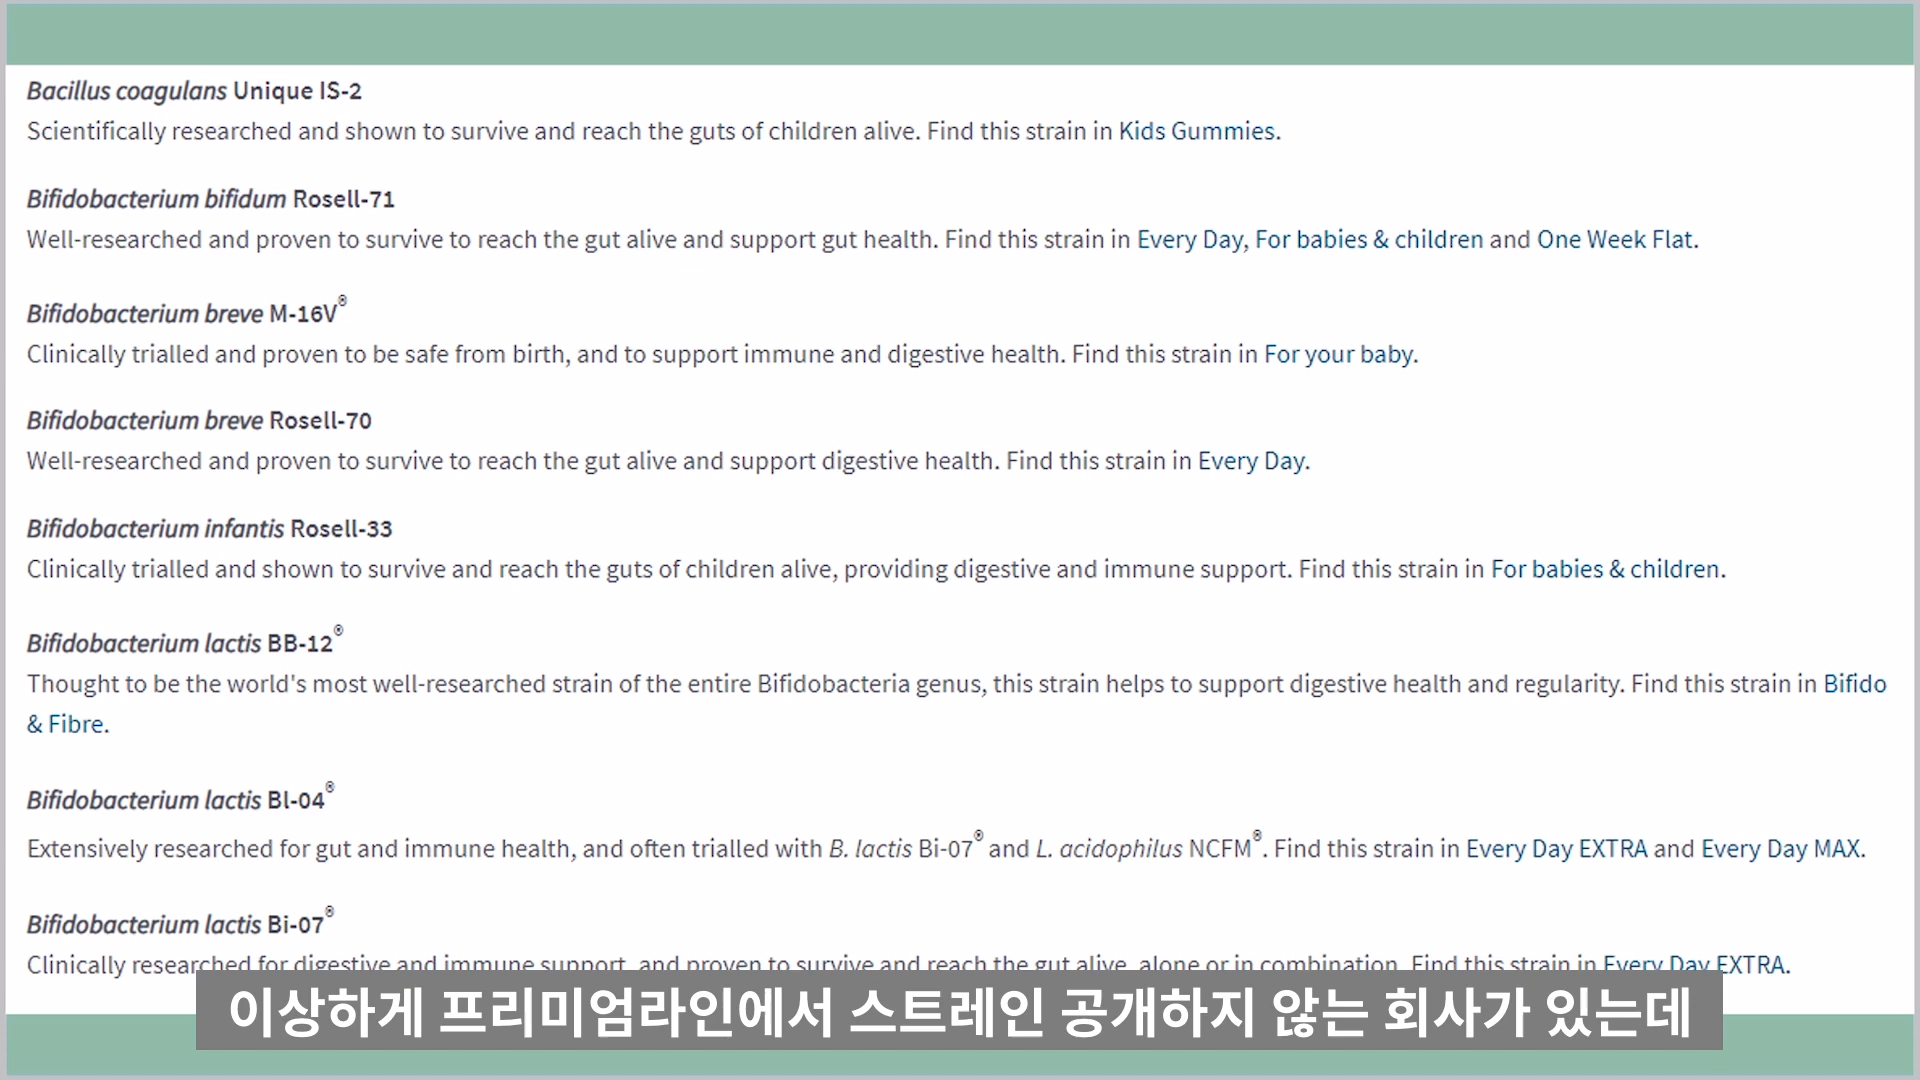 Bacillus coagulans Unique IS-2
Scientifically researched and shown to survive and reach the guts of children alive. Find this strain in Kids Gummies.
Bifidobacterium bifidum Rosell-71
Well-researched and proven to survive to reach the gut alive and support gut health. Find this strain in Every Day, For babies & children and One Week Flat.
Bifidobacterium breve M-16V®
Clinically trialled and proven to be safe from birth, and to support immune and digestive health. Find this strain in For your baby.
Bifidobacterium breve Rosell-70
Well-researched and proven to survive to reach the gut alive and support digestive health. Find this strain in Every Day.
Bifidobacterium infantis Rosell-33
Clinically trialled and shown to survive and reach the guts of children alive, providing digestive and immune support. Find this strain in For babies & children.
Bifidobacterium lactis BB-12®
Thought to be the world's most well-researched strain of the entire Bifidobacteria genus, this strain helps to support digestive health and regularity. Find this strain in Bifido
& Fibre.
Bifidobacterium lactis Bl-04®
Extensively researched for gut and immune health, and often trialled with B. lactis Bi-07® and L. acidophilus NCFM®. Find this strain in Every Day EXTRA and Every Day MAX.
Bifidobacterium lactis Bi-07®
Clinically researched for digestive and immune support, and proven to survive and reach the gut alive, alone or in combination. Find this strain in Every Day EXTRA.
이상하게 프리미엄라인에서 스트레인 공개하지 않는 회사가 있는데